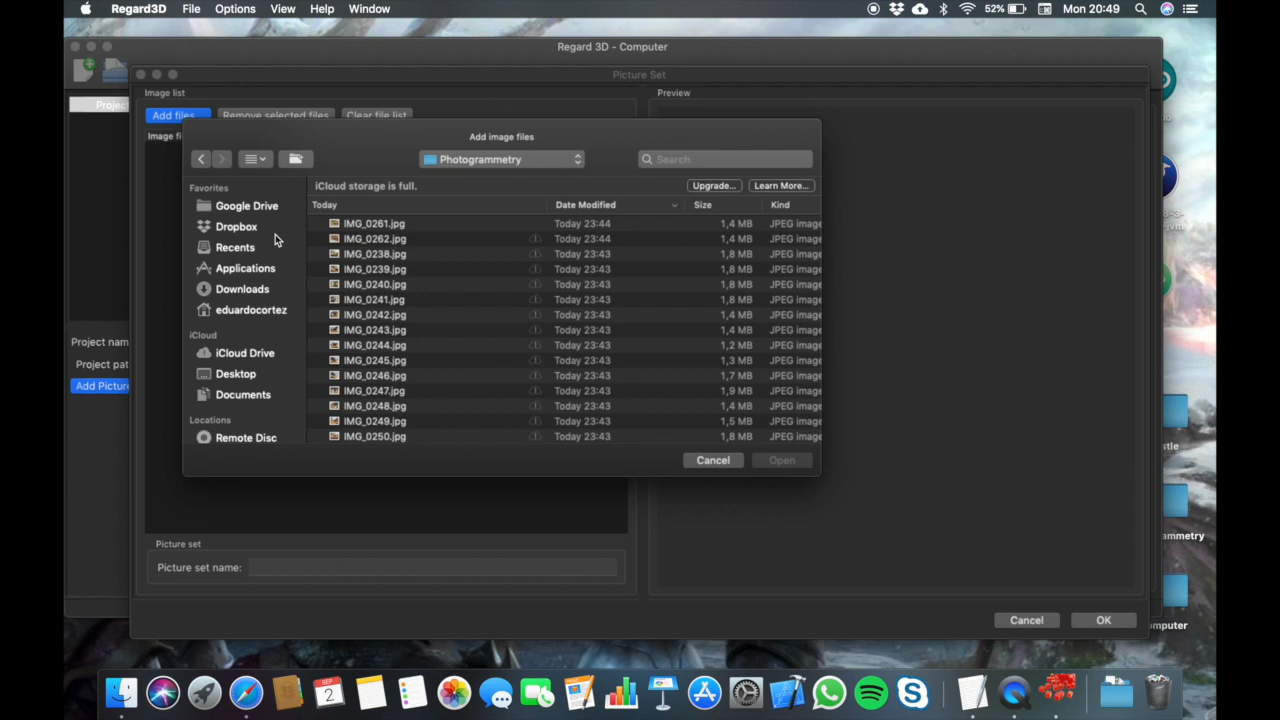 Regard3D File Options View Help Window 52% Mon 20:49
Regard 3D - Computer
Picture Set
Image list
Preview
Project
Add files...
Remove selected files
Clear file list
Image fi
Add image files
Photogrammetry
Search
Favorites
iCloud storage is full.
Upgrade...
Learn More...
Google Drive
Today
Date Modified
Size
Kind
Dropbox
Recents
Applications
Downloads
eduardocortez
iCloud
iCloud Drive
Desktop
Documents
Locations
Remote Disc
IMG_0261.jpg Today 23:44 1,4 MB JPEG image
IMG_0262.jpg Today 23:44 1,4 MB JPEG image
IMG_0238.jpg Today 23:43 1,8 MB JPEG image
IMG_0239.jpg Today 23:43 1,8 MB JPEG image
IMG_0240.jpg Today 23:43 1,8 MB JPEG image
IMG_0241.jpg Today 23:43 1,8 MB JPEG image
IMG_0242.jpg Today 23:43 1,4 MB JPEG image
IMG_0243.jpg Today 23:43 1,4 MB JPEG image
IMG_0244.jpg Today 23:43 1,2 MB JPEG image
IMG_0245.jpg Today 23:43 1,3 MB JPEG image
IMG_0246.jpg Today 23:43 1,7 MB JPEG image
IMG_0247.jpg Today 23:43 1,9 MB JPEG image
IMG_0248.jpg Today 23:43 1,4 MB JPEG image
IMG_0249.jpg Today 23:43 1,5 MB JPEG image
IMG_0250.jpg Today 23:43 1,8 MB JPEG image
Cancel
Open
Project nam
Project pat
Add Pictur
Picture set
Picture set name:
Cancel
OK
stle
ammetry
mputer
SEP
2